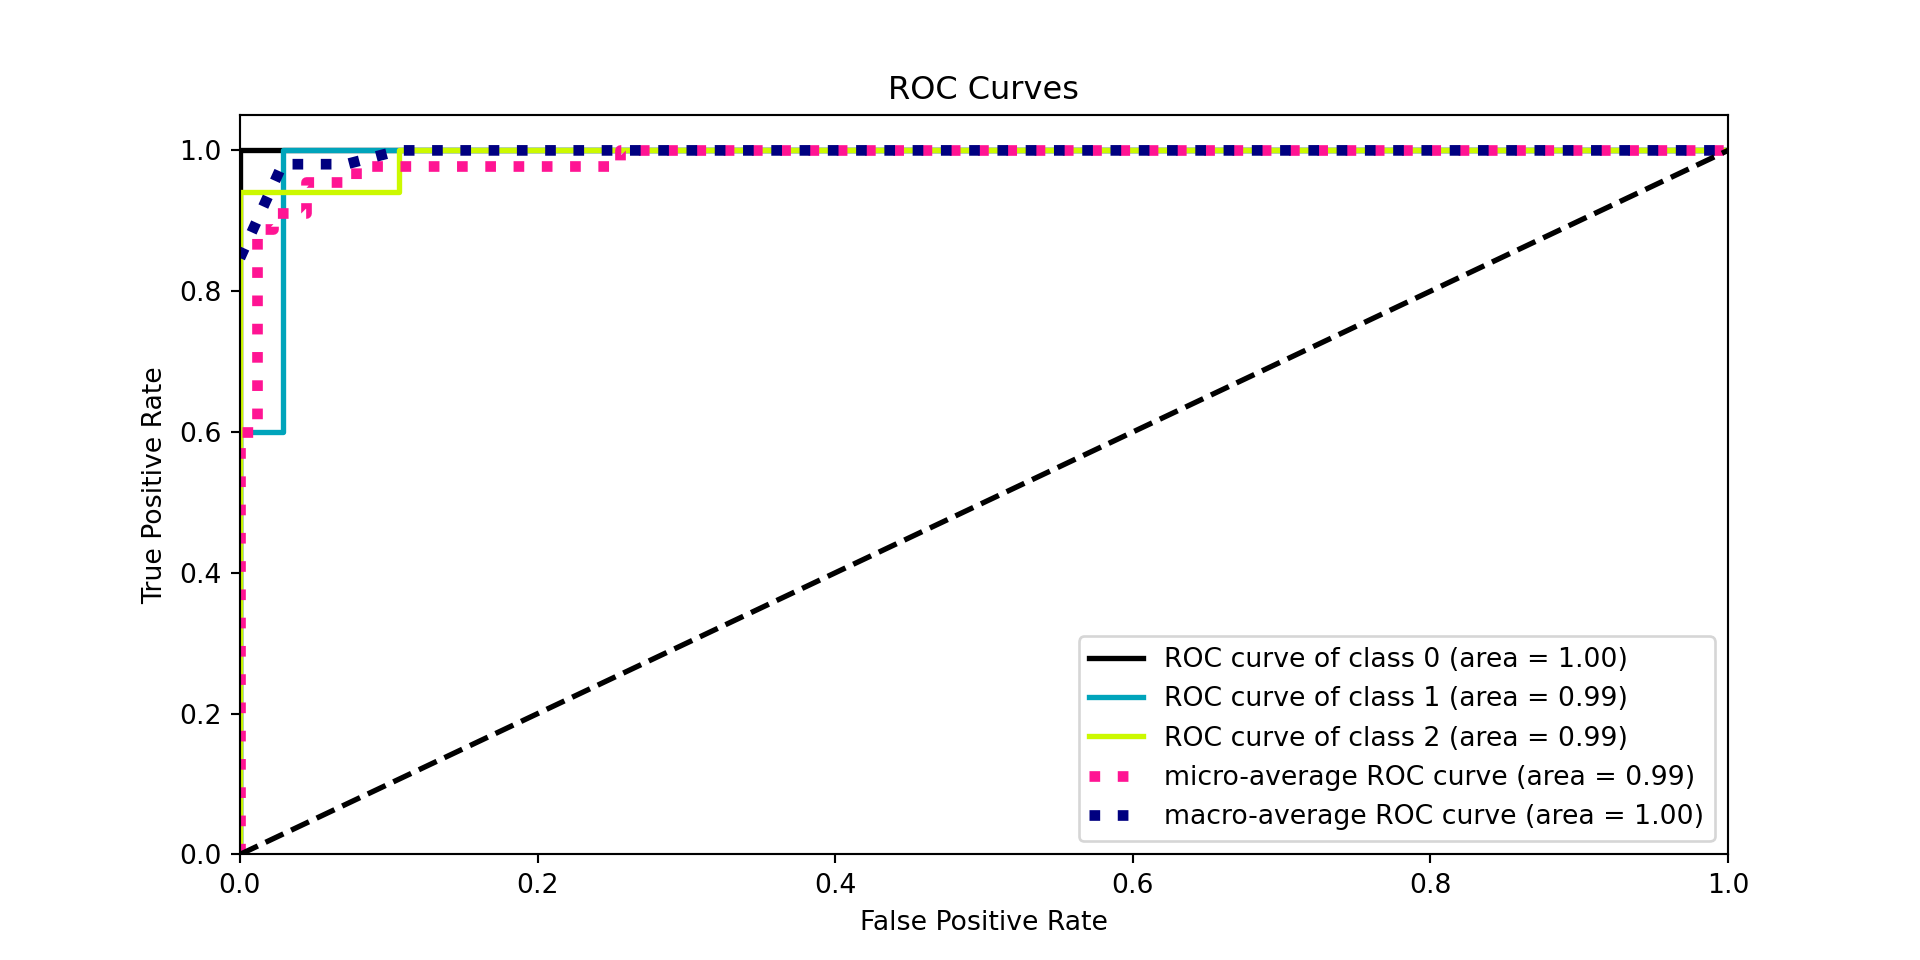 ROC Curves
1.0
0.8
0.6
0.4
0.2
0.0
True Positive Rate
0.0 0.2 0.4 0.6 0.8 1.0
False Positive Rate
ROC curve of class 0 (area = 1.00)
ROC curve of class 1 (area = 0.99)
ROC curve of class 2 (area = 0.99)
micro-average ROC curve (area = 0.99)
macro-average ROC curve (area = 1.00)